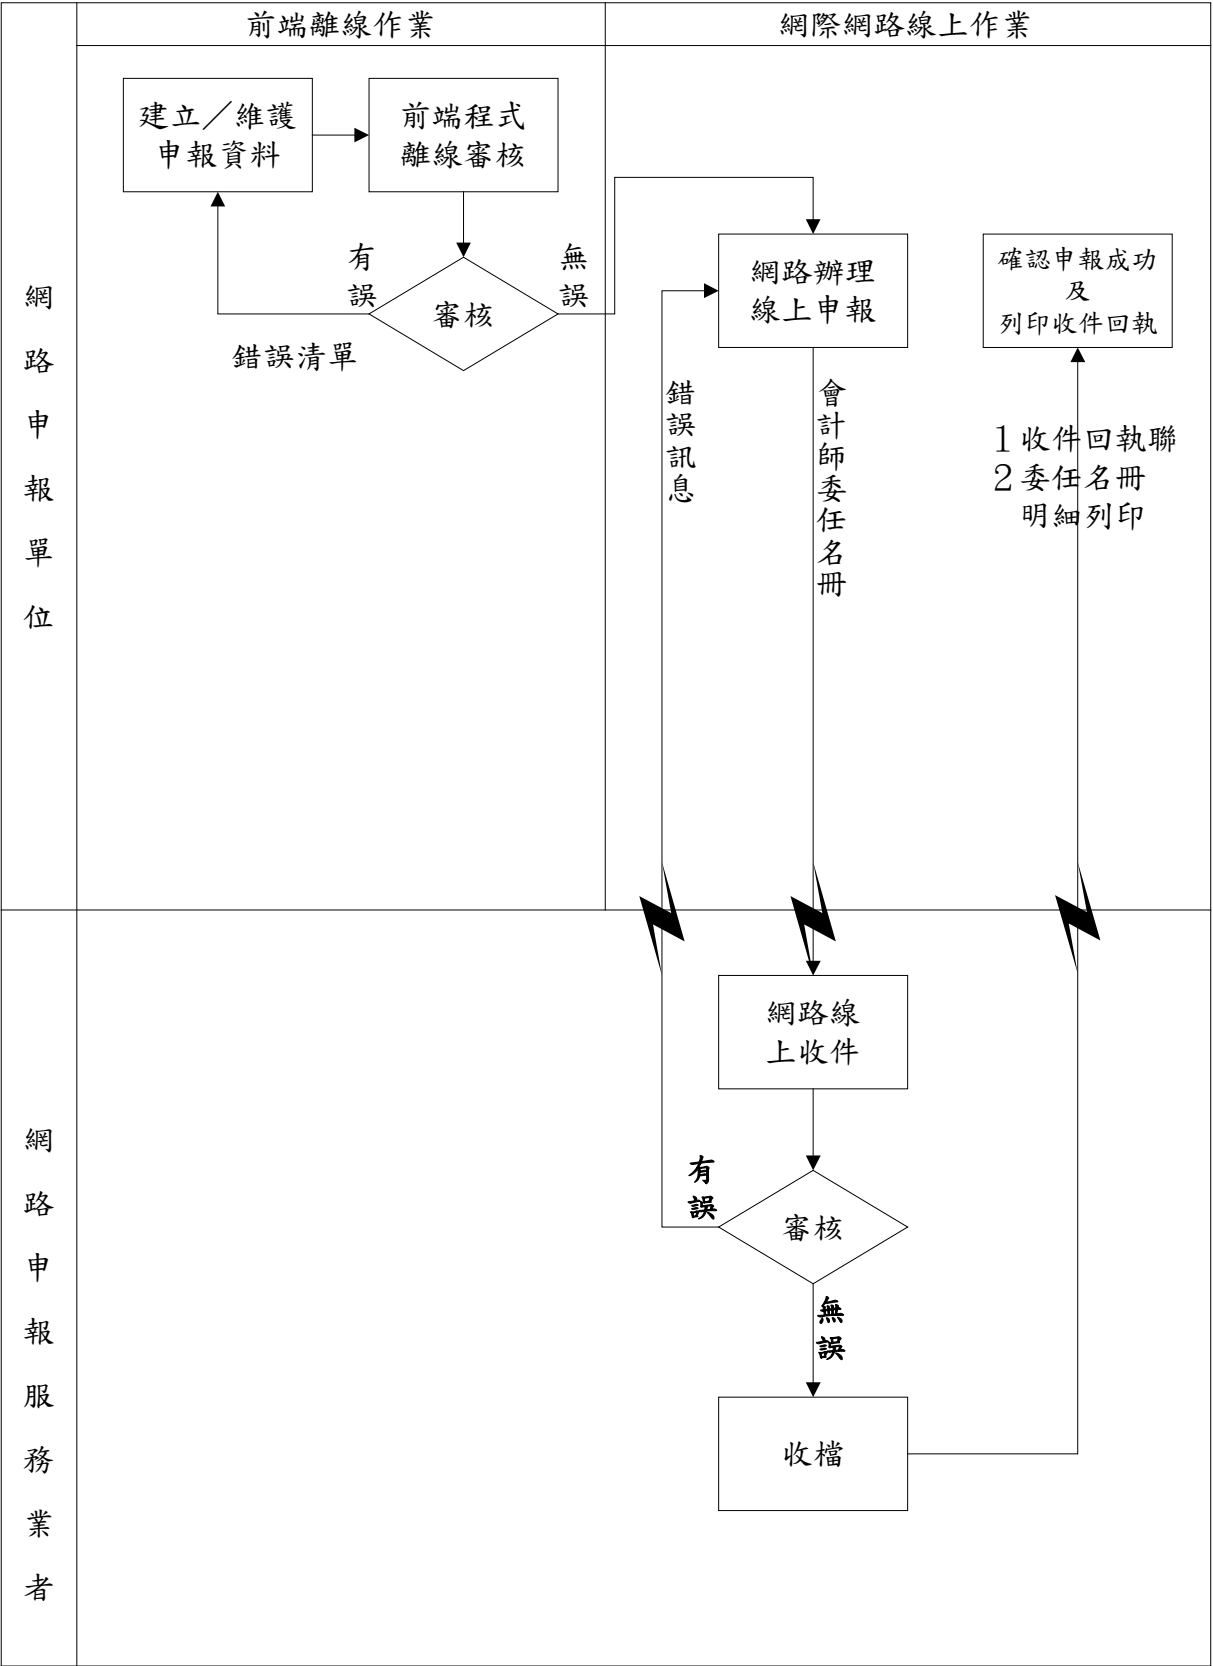 前端離線作業
網際網路線上作業
網路申報單位
建立／維護
申報資料
前端程式
離線審核
有誤
無誤
審核
錯誤清單
網路辦理
線上申報
確認申報成功
及
列印收件回執
錯誤訊息
會計師委任名冊
1收件回執聯
2委任名冊
明細列印
網路申報服務業者
網路線
上收件
有誤
審核
無誤
收檔